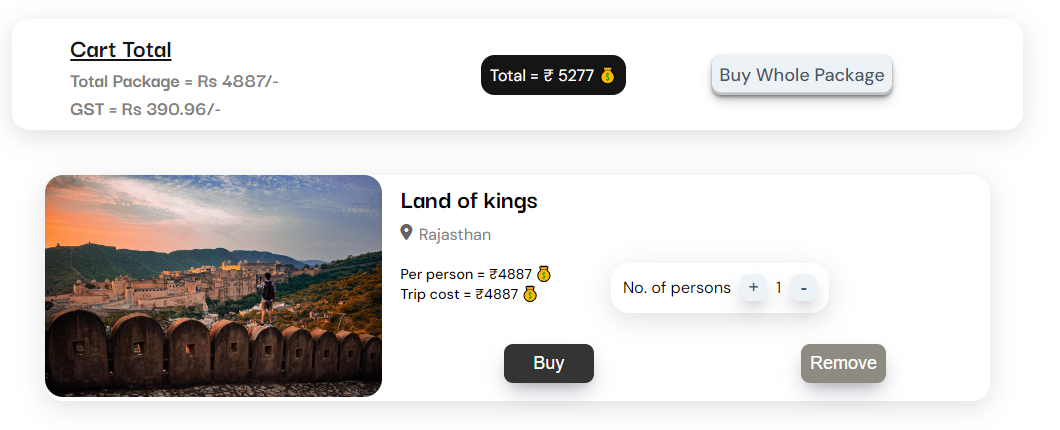 Cart Total
Total Package = Rs 4887/-
GST = Rs 390.96/-
Total = ₹ 5277 💰
Buy Whole Package
Land of kings
Rajasthan
Per person = ₹4887 💰
Trip cost = ₹4887 💰
No. of persons + 1 -
Buy
Remove